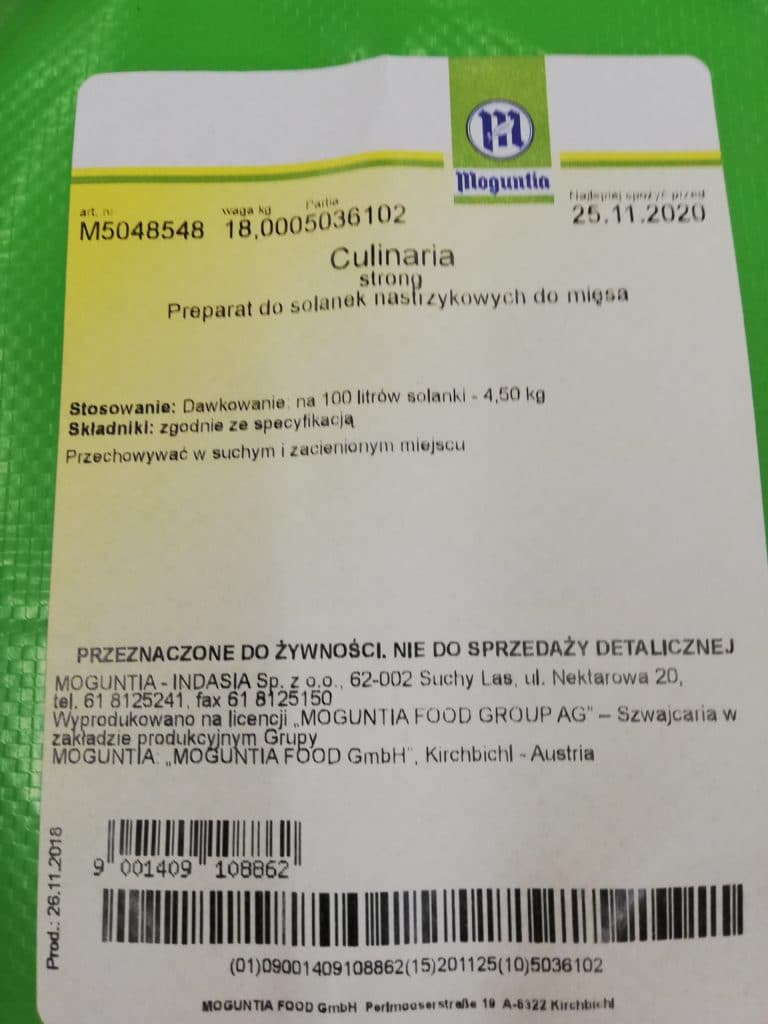 Moguntia
art. nr waga kg Partia Najlepiej spożyć przed
M5048548 18,0005036102 25.11.2020
Culinaria
strong
Preparat do solanek nastrzykowych do mięsa
Stosowanie: Dawkowanie: na 100 litrów solanki - 4,50 kg
Składniki: zgodnie ze specyfikacją
Przechowywać w suchym i zacienionym miejscu
PRZEZNACZONE DO ŻYWNOŚCI. NIE DO SPRZEDAŻY DETALICZNEJ
MOGUNTIA - INDASIA Sp. z o.o., 62-002 Suchy Las, ul. Nektarowa 20,
tel. 61 8125241, fax 61 8125150
Wyprodukowano na licencji „MOGUNTIA FOOD GROUP AG" – Szwajcaria w
zakładzie produkcyjnym Grupy
MOGUNTIA: „MOGUNTIA FOOD GmbH", Kirchbichl - Austria
Prod.: 26.11.2018
9 001409 108862
(01)09001409108862(15)201125(10)5036102
MOGUNTIA FOOD GmbH Perlmooserstraße 19 A-6322 Kirchbichl